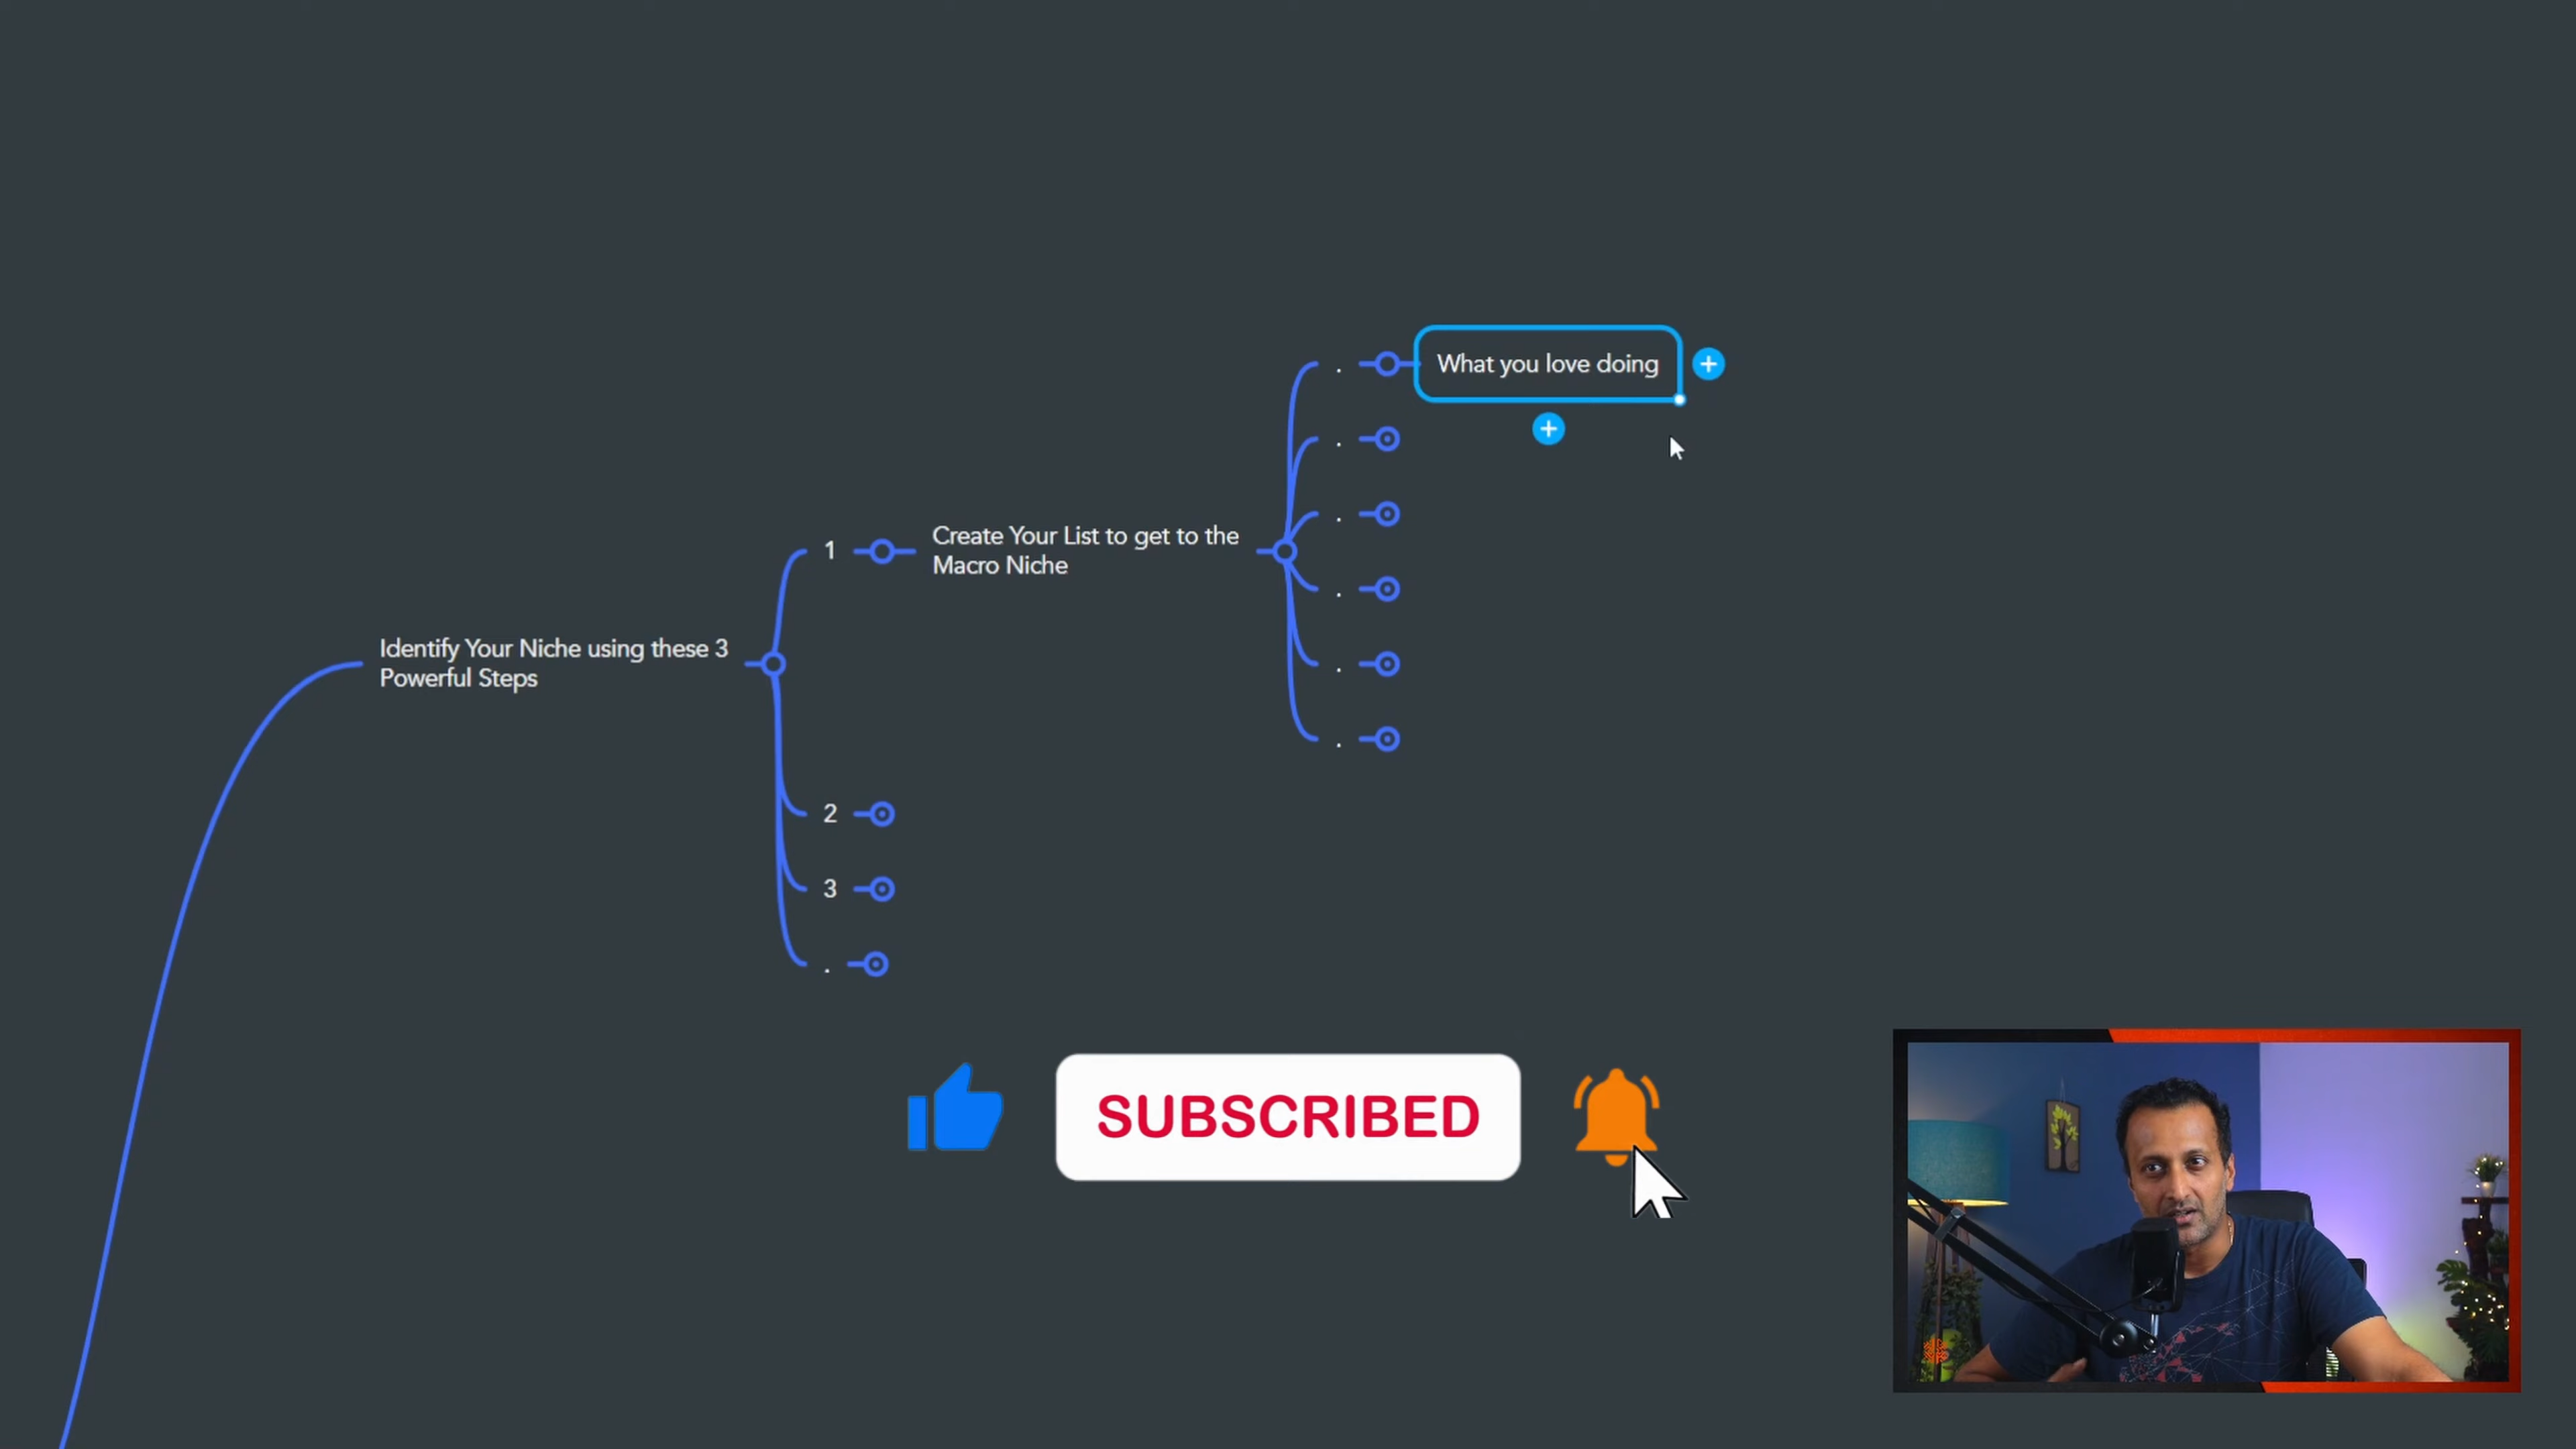 What you love doing
.
.
.
.
.
.
1
Create Your List to get to the
Macro Niche
Identify Your Niche using these 3
Powerful Steps
2
3
.
SUBSCRIBED